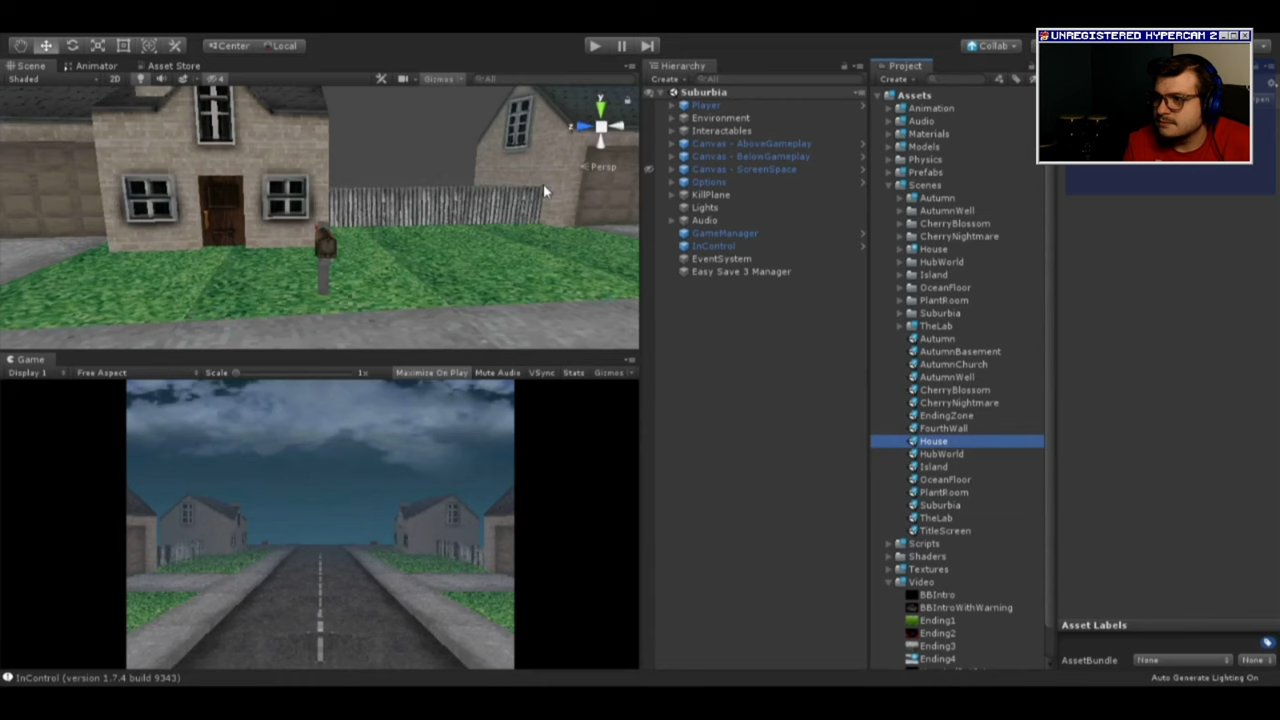 Center Local
Collab
UNREGISTERED HYPERCAM 2
Scene Animator Asset Store
Shaded 2D 4 Gizmos All
Y
Z
Persp
Game
Display 1 Free Aspect Scale 1x Maximize On Play Mute Audio VSync Stats Gizmos
Hierarchy
Create All
Suburbia
Player
Environment
Interactables
Canvas - AboveGameplay
Canvas - BelowGameplay
Canvas - ScreenSpace
Options
KillPlane
Lights
Audio
GameManager
InControl
EventSystem
Easy Save 3 Manager
Project
Create
Assets
Animation
Audio
Materials
Models
Physics
Prefabs
Scenes
Autumn
AutumnWell
CherryBlossom
CherryNightmare
House
HubWorld
Island
OceanFloor
PlantRoom
Suburbia
TheLab
Autumn
AutumnBasement
AutumnChurch
AutumnWell
CherryBlossom
CherryNightmare
EndingZone
FourthWall
House
HubWorld
Island
OceanFloor
PlantRoom
Suburbia
TheLab
TitleScreen
Scripts
Shaders
Textures
Video
BBIntro
BBIntroWithWarning
Ending1
Ending2
Ending3
Ending4
Asset Labels
AssetBundle None None
Auto Generate Lighting On
InControl (version 1.7.4 build 9343)